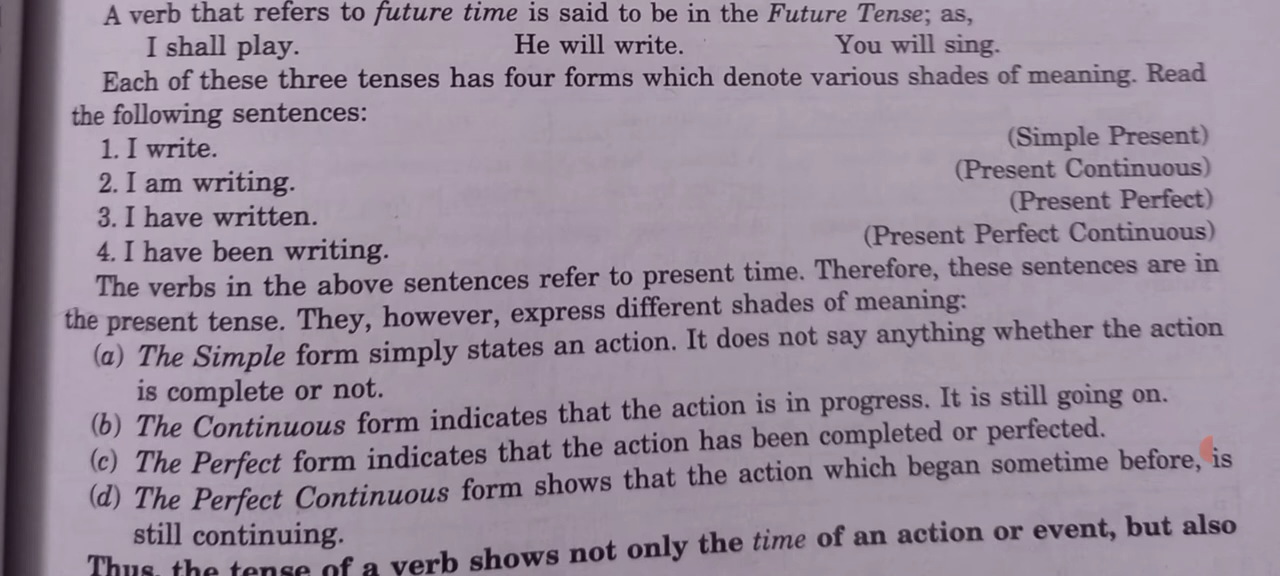 A verb that refers to future time is said to be in the Future Tense; as,
I shall play. He will write. You will sing.
Each of these three tenses has four forms which denote various shades of meaning. Read
the following sentences:
1. I write. (Simple Present)
2. I am writing. (Present Continuous)
3. I have written. (Present Perfect)
4. I have been writing. (Present Perfect Continuous)
The verbs in the above sentences refer to present time. Therefore, these sentences are in
the present tense. They, however, express different shades of meaning:
(a) The Simple form simply states an action. It does not say anything whether the action
is complete or not.
(b) The Continuous form indicates that the action is in progress. It is still going on.
(c) The Perfect form indicates that the action has been completed or perfected.
(d) The Perfect Continuous form shows that the action which began sometime before, is
still continuing.
Thus, the tense of a verb shows not only the time of an action or event, but also